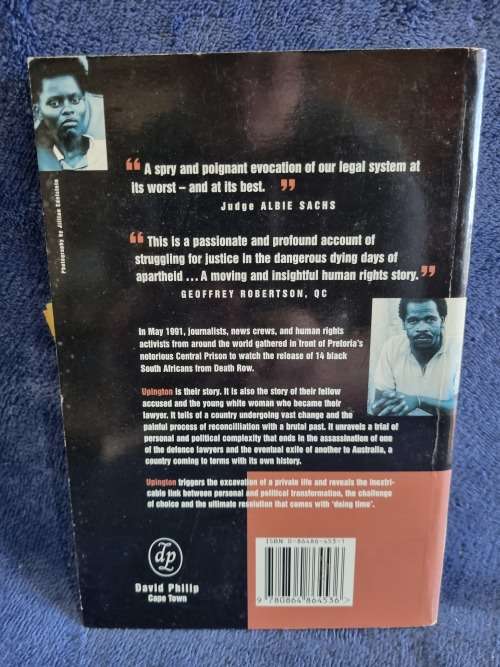 Photography by Jillian Edelstein
“ A spry and poignant evocation of our legal system at
its worst – and at its best. ”
Judge ALBIE SACHS
“ This is a passionate and profound account of
struggling for justice in the dangerous dying days of
apartheid ... A moving and insightful human rights story. ”
GEOFFREY ROBERTSON, QC
In May 1991, journalists, news crews, and human rights
activists from around the world gathered in front of Pretoria's
notorious Central Prison to watch the release of 14 black
South Africans from Death Row.
Upington is their story. It is also the story of their fellow
accused and the young white woman who became their
lawyer. It tells of a country undergoing vast change and the
painful process of reconciliation with a brutal past. It unravels a trial of
personal and political complexity that ends in the assassination of one
of the defence lawyers and the eventual exile of another to Australia, a
country coming to terms with its own history.
Upington triggers the excavation of a private life and reveals the inextri-
cable link between personal and political transformation, the challenge
of choice and the ultimate resolution that comes with 'doing time'.
dp
David Philip
Cape Town
ISBN 0-86486-453-1
9 780864 864536 >